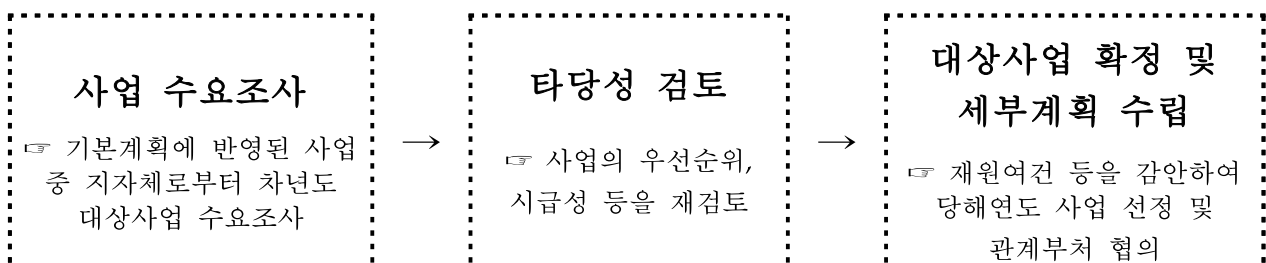 사업 수요조사
☞ 기본계획에 반영된 사업
중 지자체로부터 차년도
대상사업 수요조사
→
타당성 검토
☞ 사업의 우선순위,
시급성 등을 재검토
→
대상사업 확정 및
세부계획 수립
☞ 재원여건 등을 감안하여
당해연도 사업 선정 및
관계부처 협의